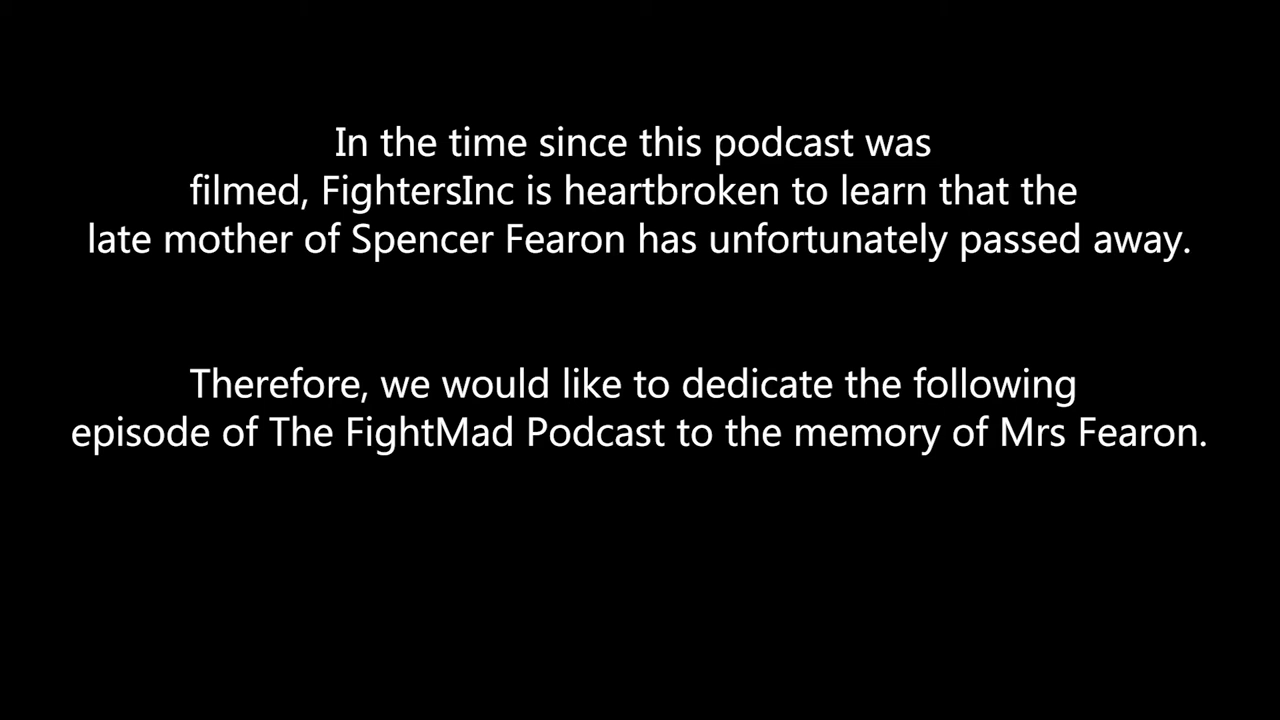 In the time since this podcast was
filmed, FightersInc is heartbroken to learn that the
late mother of Spencer Fearon has unfortunately passed away.
Therefore, we would like to dedicate the following
episode of The FightMad Podcast to the memory of Mrs Fearon.